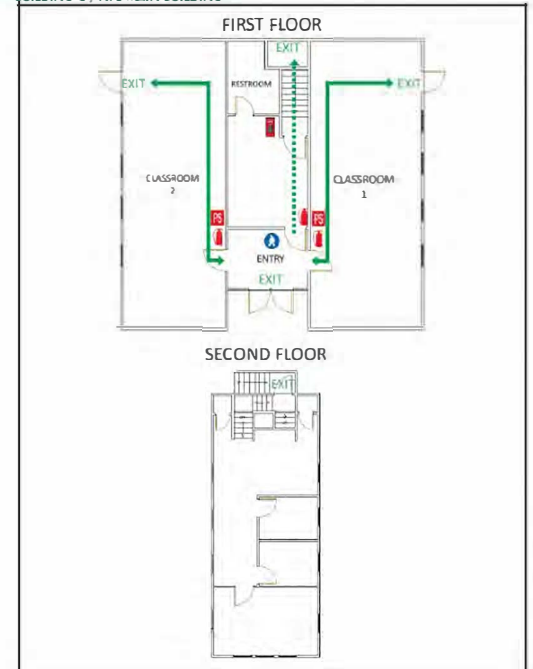 FIRST FLOOR
EXIT
EXIT
RESTROOM
EXIT
CLASSROOM
2
CLASSROOM
1
PS
PS
ENTRY
EXIT
SECOND FLOOR
EXIT